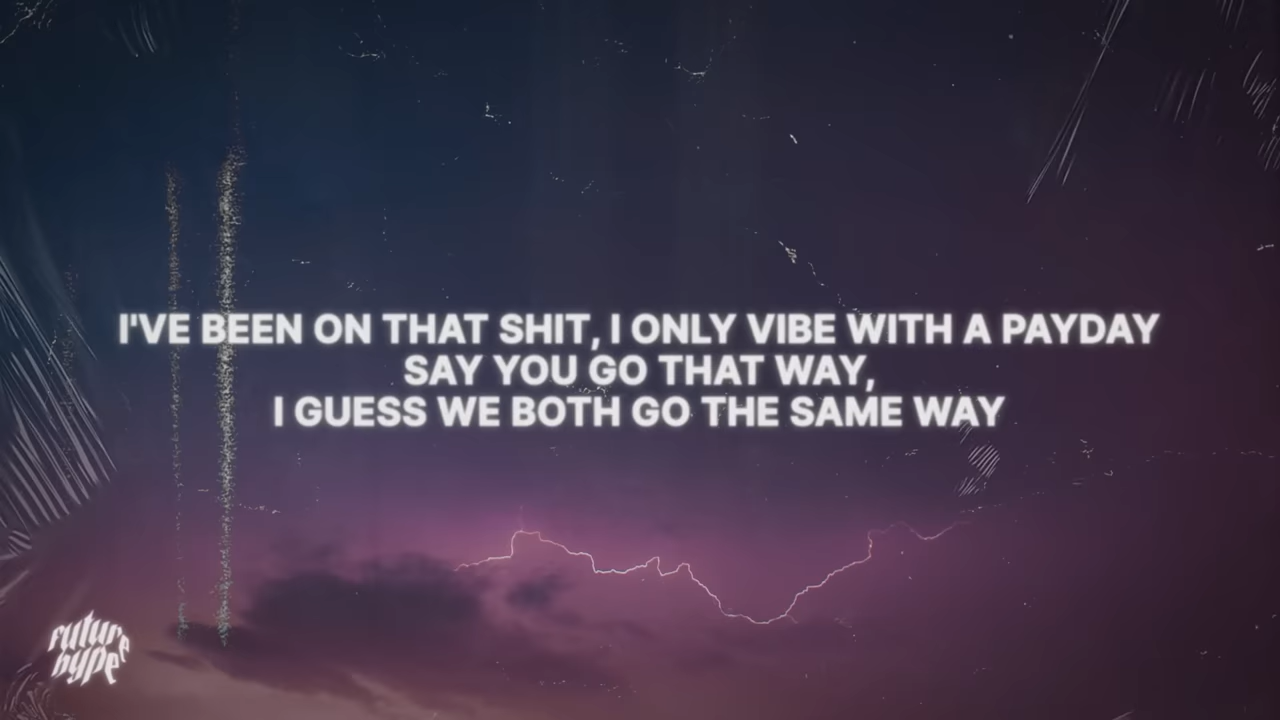 I'VE BEEN ON THAT SHIT, I ONLY VIBE WITH A PAYDAY
SAY YOU GO THAT WAY,
I GUESS WE BOTH GO THE SAME WAY
future
hype